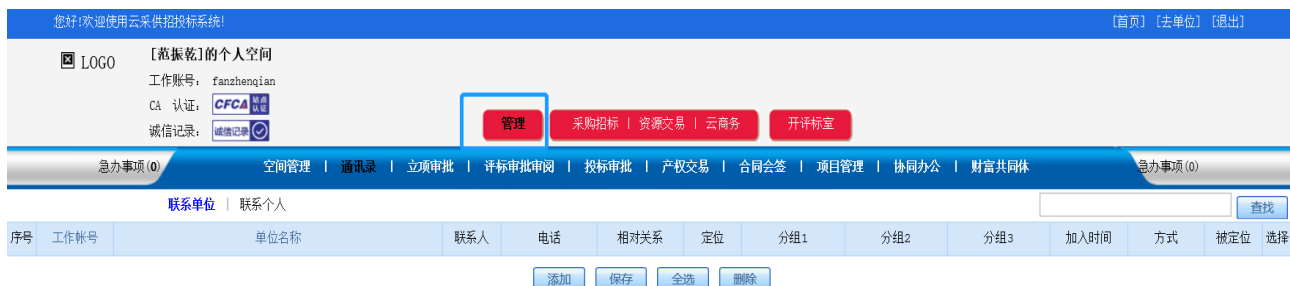 您好!欢迎使用云采供招投标系统! [首页] [去单位] [退出]
LOGO [范振乾]的个人空间
工作账号: fanzhenqian
CA 认证: CFCA 站点认证
诚信记录: 诚信记录
管理 采购招标 | 资源交易 | 云商务 开评标室
急办事项(0) 空间管理 | 通讯录 | 立项审批 | 评标审批审阅 | 投标审批 | 产权交易 | 合同会签 | 项目管理 | 协同办公 | 财富共同体 急办事项(0)
联系单位 | 联系个人 查找
序号 工作帐号 单位名称 联系人 电话 相对关系 定位 分组1 分组2 分组3 加入时间 方式 被定位 选择
添加 保存 全选 删除